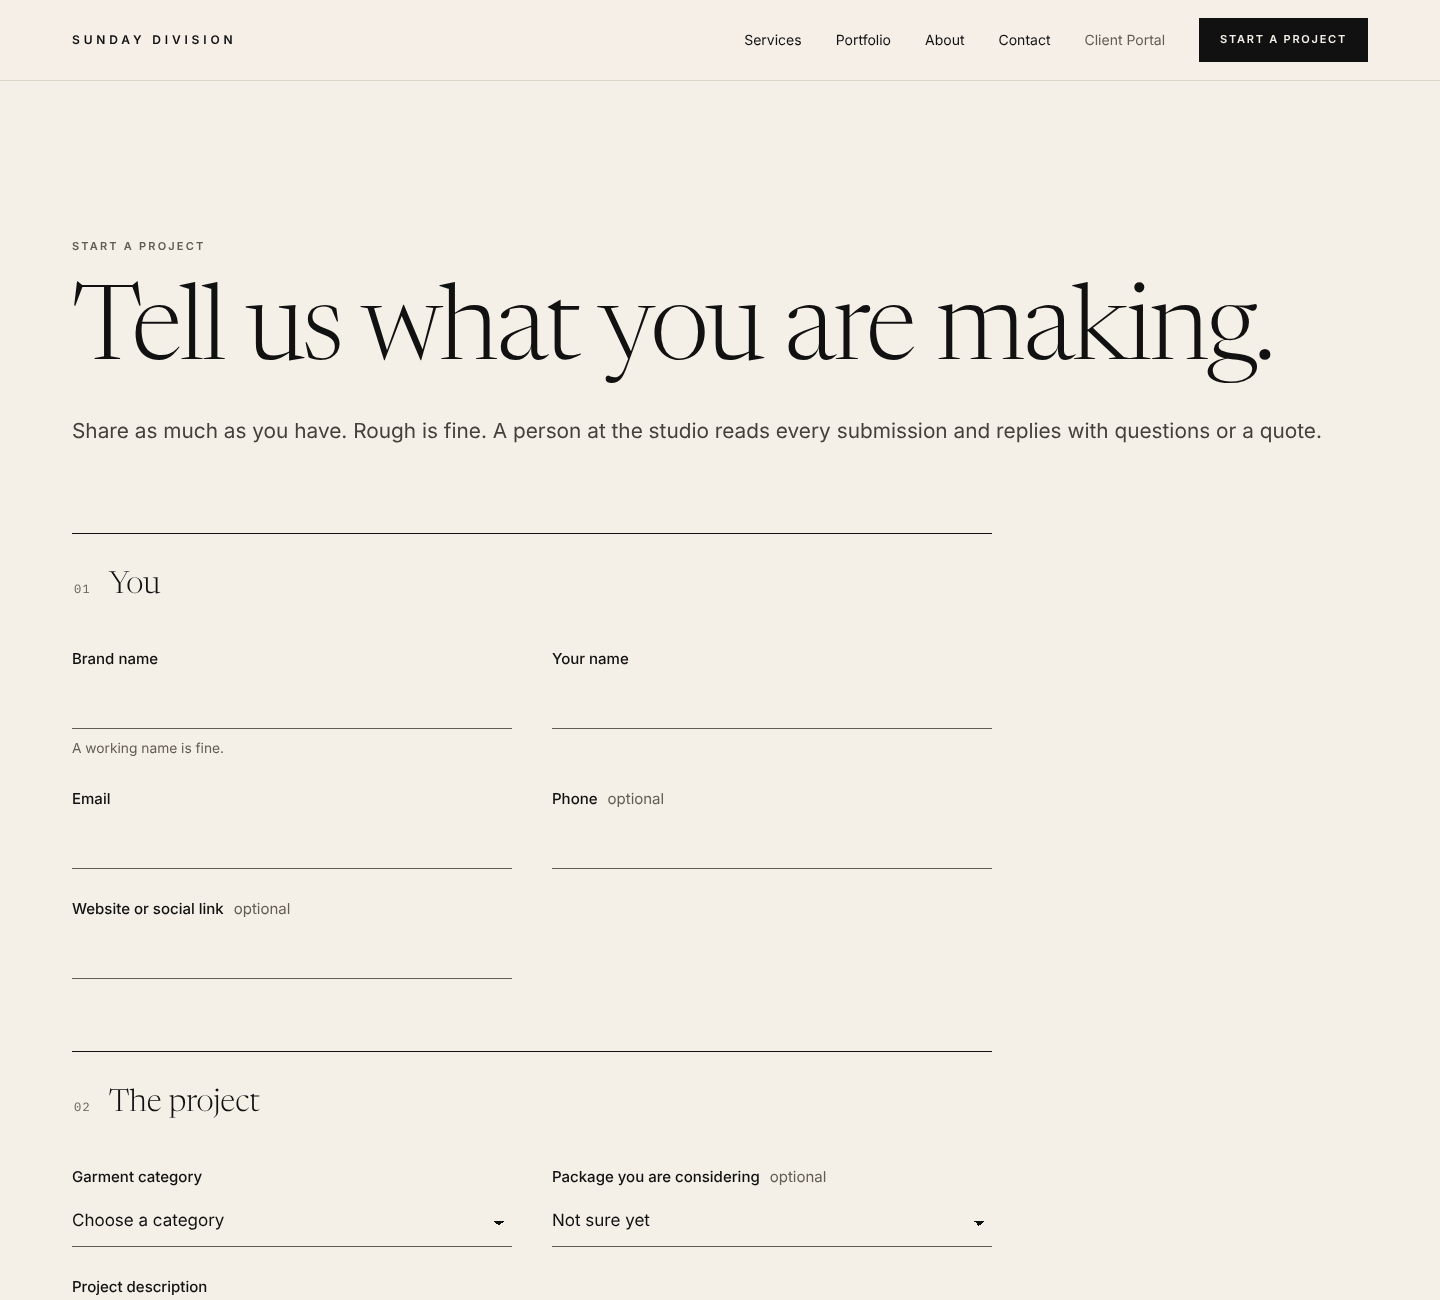 SUNDAY DIVISION
Services Portfolio About Contact Client Portal START A PROJECT
START A PROJECT
Tell us what you are making.
Share as much as you have. Rough is fine. A person at the studio reads every submission and replies with questions or a quote.
01 You
Brand name Your name
A working name is fine.
Email Phone optional
Website or social link optional
02 The project
Garment category Package you are considering optional
Choose a category Not sure yet
Project description